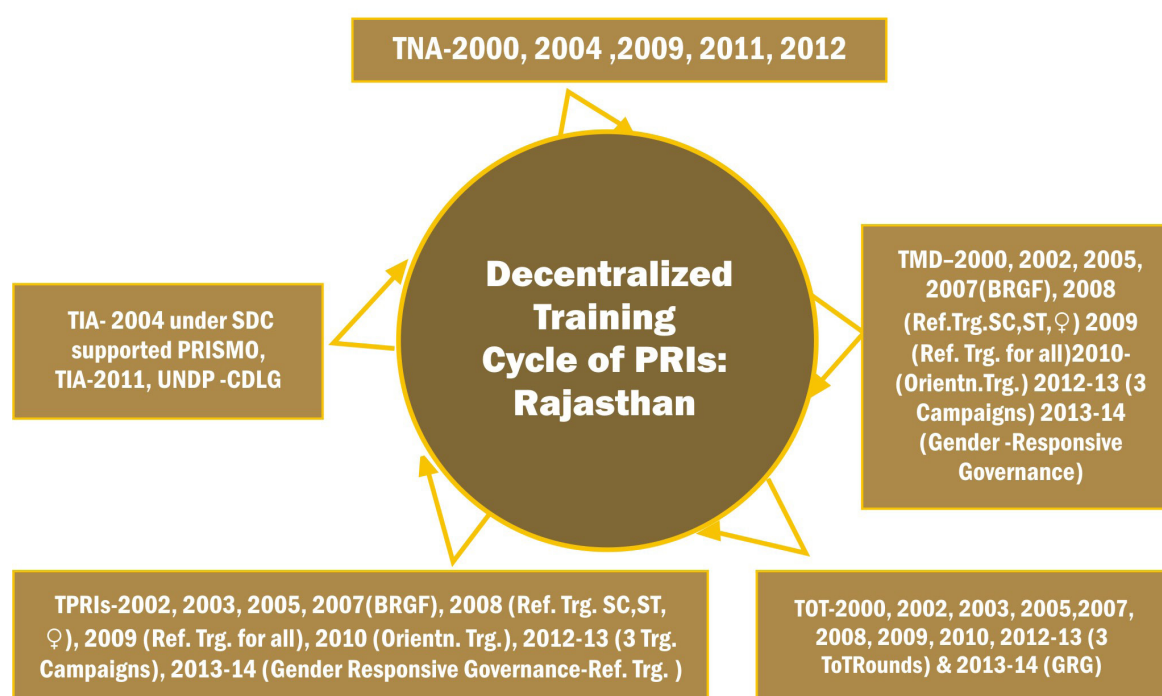 TNA-2000, 2004 ,2009, 2011, 2012
Decentralized
Training
Cycle of PRIs:
Rajasthan
TMD–2000, 2002, 2005,
2007(BRGF), 2008
(Ref.Trg.SC,ST,♀) 2009
(Ref. Trg. for all)2010-
(Orientn.Trg.) 2012-13 (3
Campaigns) 2013-14
(Gender -Responsive
Governance)
TOT-2000, 2002, 2003, 2005,2007,
2008, 2009, 2010, 2012-13 (3
ToTRounds) & 2013-14 (GRG)
TPRIs-2002, 2003, 2005, 2007(BRGF), 2008 (Ref. Trg. SC,ST,
♀), 2009 (Ref. Trg. for all), 2010 (Orientn. Trg.), 2012-13 (3 Trg.
Campaigns), 2013-14 (Gender Responsive Governance-Ref. Trg. )
TIA- 2004 under SDC
supported PRISMO,
TIA-2011, UNDP -CDLG